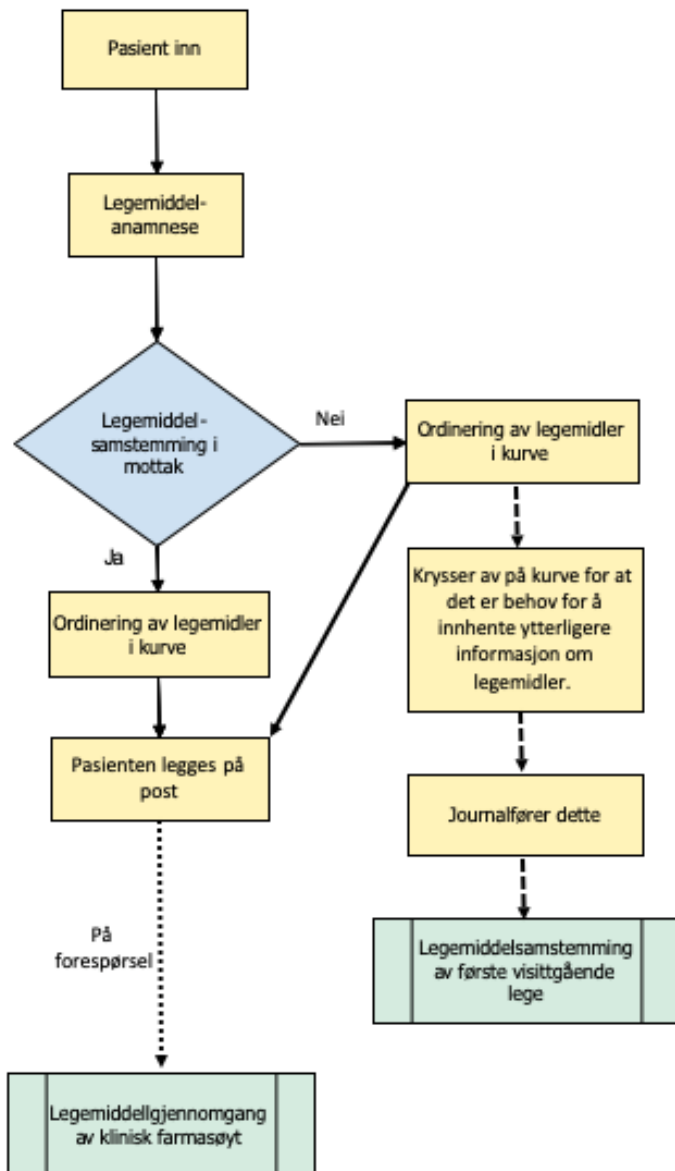 Pasient inn
Legemiddel-
anamnese
Legemiddel-
samstemming i
mottak
Nei
Ordinering av legemidler
i kurve
Ja
Krysser av på kurve for at
det er behov for å
innhente ytterligere
informasjon om
legemidler.
Ordinering av legemidler
i kurve
Pasienten legges på
post
Journalfører dette
På
forespørsel
Legemiddelsamstemming
av første visittgående
lege
Legemiddellgjennomgang
av klinisk farmasøyt